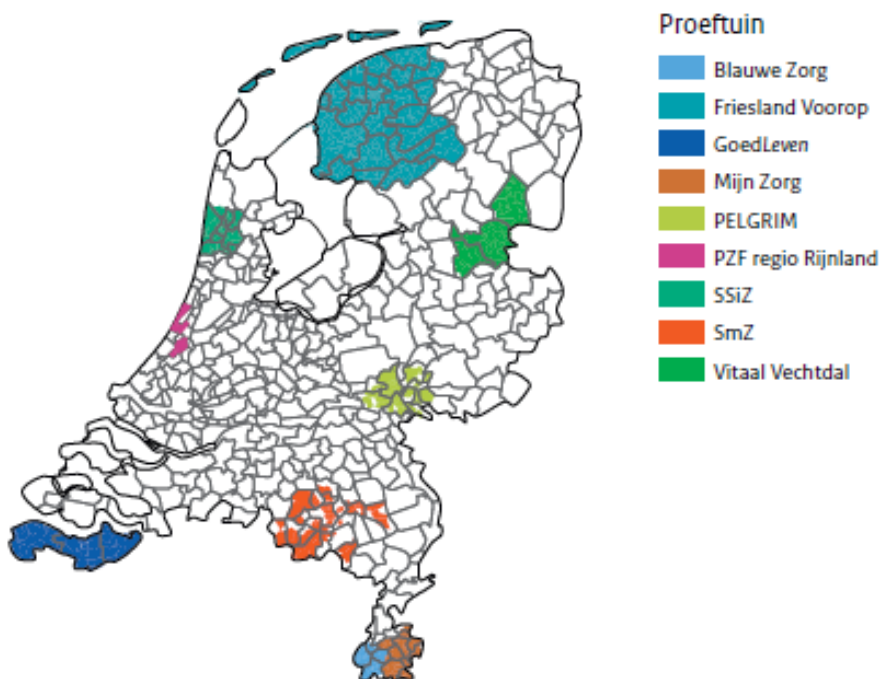 Proeftuin
Blauwe Zorg
Friesland Voorop
GoedLeven
Mijn Zorg
PELGRIM
PZF regio Rijnland
SSiZ
SmZ
Vitaal Vechtdal